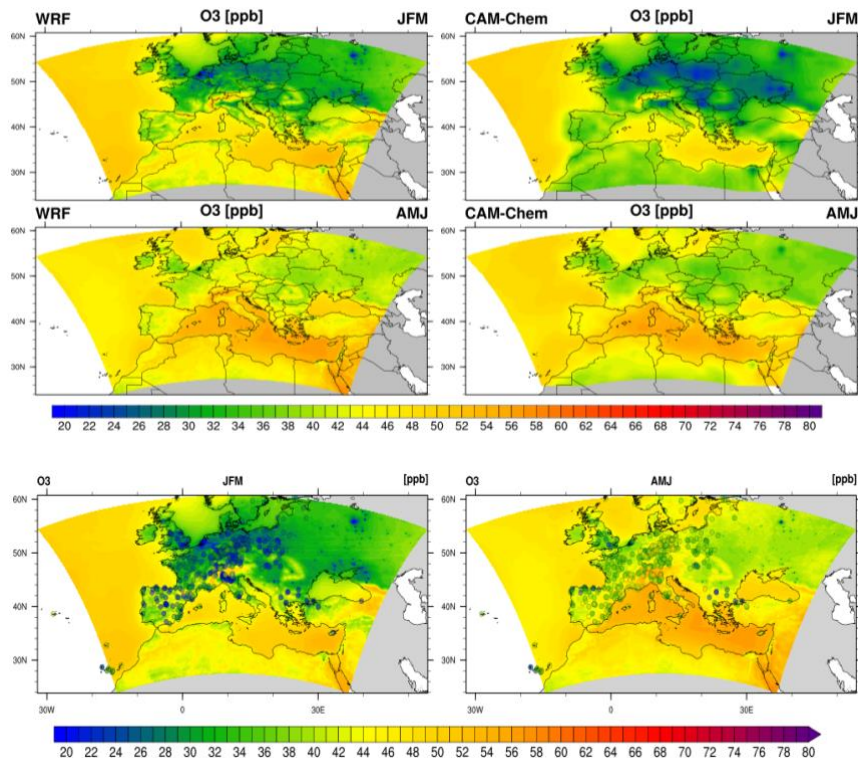 WRF O3 [ppb] JFM CAM-Chem O3 [ppb] JFM
60N
50N
40N
30N
WRF O3 [ppb] AMJ CAM-Chem O3 [ppb] AMJ
60N
50N
40N
30N
20 22 24 26 28 30 32 34 36 38 40 42 44 46 48 50 52 54 56 58 60 62 64 66 68 70 72 74 76 78 80
O3 JFM [ppb] O3 AMJ [ppb]
60N 60N
50N 50N
40N 40N
30N 30N
30W 0 30E 30W 0 30E
20 22 24 26 28 30 32 34 36 38 40 42 44 46 48 50 52 54 56 58 60 62 64 66 68 70 72 74 76 78 80